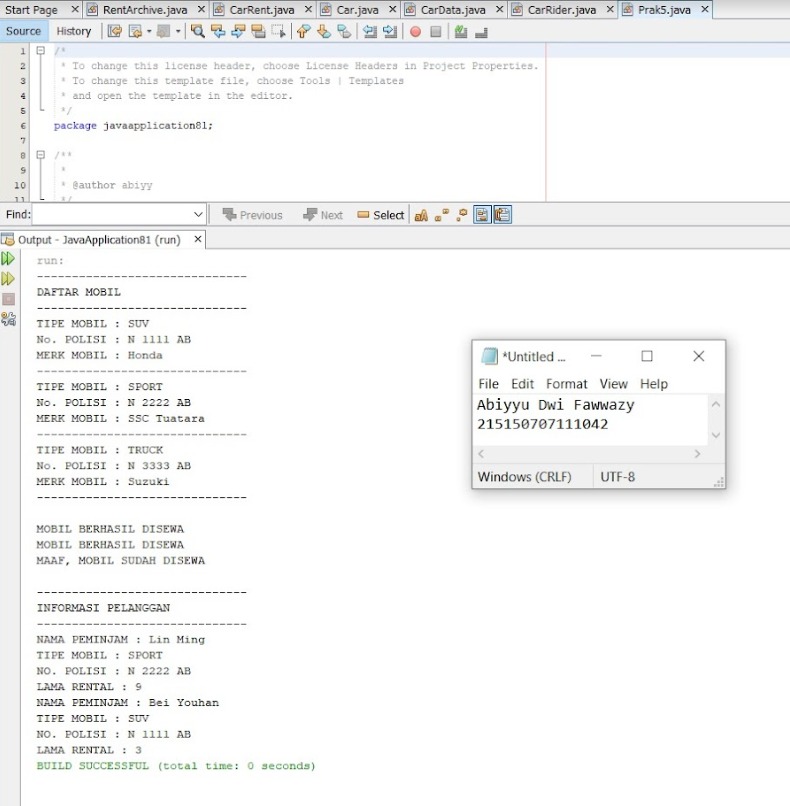 Start Page RentArchive.java CarRent.java Car.java CarData.java CarRider.java Prak5.java
Source History
1 /*
2 * To change this license header, choose License Headers in Project Properties.
3 * To change this template file, choose Tools | Templates
4 * and open the template in the editor.
5 */
6 package javaapplication81;
7
8 /**
9 *
10 * @author abiyy
11 */
Find: Previous Next Select
Output - JavaApplication81 (run)
run:
------------------------------
DAFTAR MOBIL
------------------------------
TIPE MOBIL : SUV
No. POLISI : N 1111 AB
MERK MOBIL : Honda
------------------------------
TIPE MOBIL : SPORT
No. POLISI : N 2222 AB
MERK MOBIL : SSC Tuatara
------------------------------
TIPE MOBIL : TRUCK
No. POLISI : N 3333 AB
MERK MOBIL : Suzuki
------------------------------
MOBIL BERHASIL DISEWA
MOBIL BERHASIL DISEWA
MAAF, MOBIL SUDAH DISEWA
------------------------------
INFORMASI PELANGGAN
------------------------------
NAMA PEMINJAM : Lin Ming
TIPE MOBIL : SPORT
NO. POLISI : N 2222 AB
LAMA RENTAL : 9
NAMA PEMINJAM : Bei Youhan
TIPE MOBIL : SUV
NO. POLISI : N 1111 AB
LAMA RENTAL : 3
BUILD SUCCESSFUL (total time: 0 seconds)
*Untitled ...
File Edit Format View Help
Abiyyu Dwi Fawwazy
215150707111042
Windows (CRLF) UTF-8